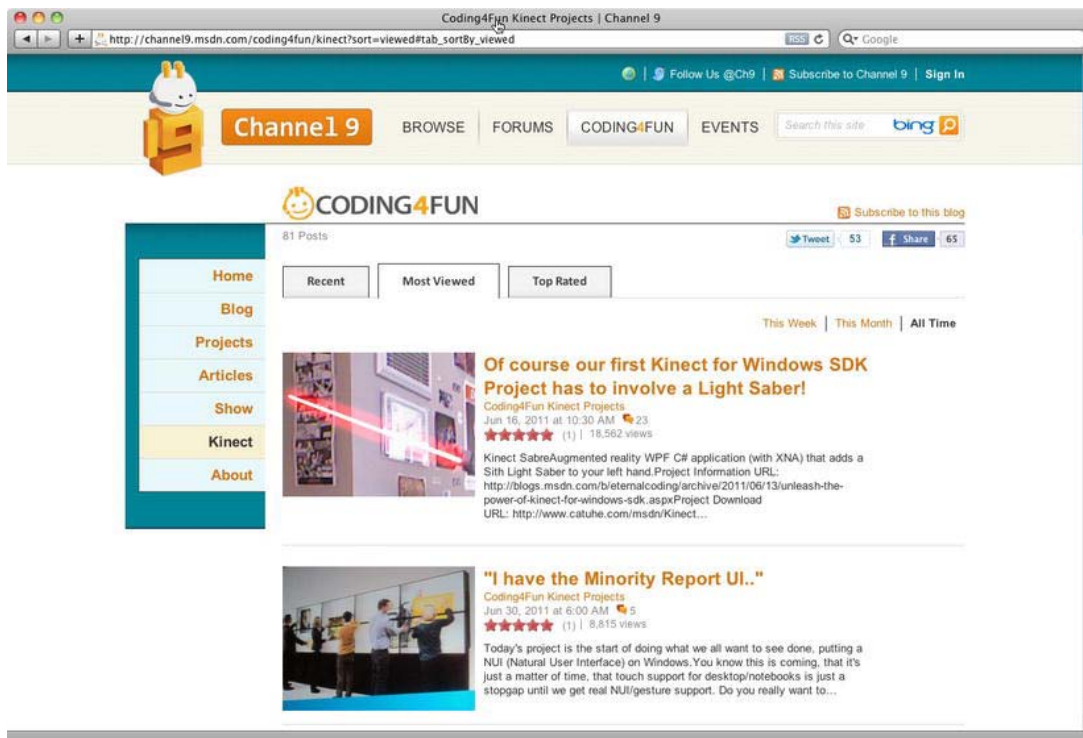 Coding4Fun Kinect Projects | Channel 9
http://channel9.msdn.com/coding4fun/kinect?sort=viewed#tab_sortBy_viewed RSS Google
Follow Us @Ch9 | Subscribe to Channel 9 | Sign In
9 Channel 9 BROWSE FORUMS CODING4FUN EVENTS Search this site bing
CODING4FUN
Subscribe to this blog
81 Posts Tweet 53 f Share 65
Home
Blog
Projects
Articles
Show
Kinect
About
Recent Most Viewed Top Rated
This Week | This Month | All Time
Of course our first Kinect for Windows SDK
Project has to involve a Light Saber!
Coding4Fun Kinect Projects
Jun 16, 2011 at 10:30 AM 23
(1) | 18,562 views
Kinect SabreAugmented reality WPF C# application (with XNA) that adds a
Sith Light Saber to your left hand.Project Information URL:
http://blogs.msdn.com/b/eternalcoding/archive/2011/06/13/unleash-the-
power-of-kinect-for-windows-sdk.aspxProject Download
URL: http://www.catuhe.com/msdn/Kinect...
"I have the Minority Report UI.."
Coding4Fun Kinect Projects
Jun 30, 2011 at 6:00 AM 5
(1) | 8,815 views
Today's project is the start of doing what we all want to see done, putting a
NUI (Natural User Interface) on Windows.You know this is coming, that it's
just a matter of time, that touch support for desktop/notebooks is just a
stopgap until we get real NUI/gesture support. Do you really want to...